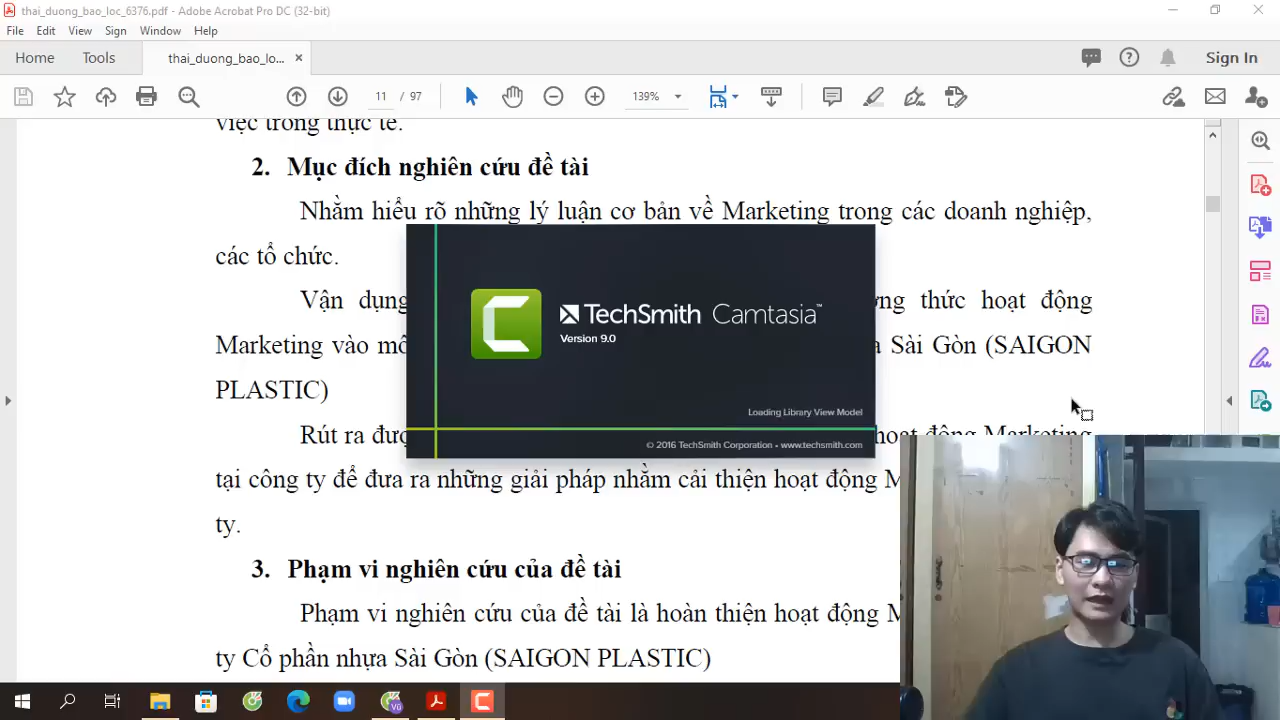 thai_duong_bao_loc_6376.pdf - Adobe Acrobat Pro DC (32-bit)
File Edit View Sign Window Help
Home Tools thai_duong_bao_lo... × Sign In
11 / 97 139%
việc trong thực tế.
2. Mục đích nghiên cứu đề tài
Nhằm hiểu rõ những lý luận cơ bản về Marketing trong các doanh nghiệp,
các tổ chức.
Vận dụng thức hoạt động
Marketing vào Sài Gòn (SAIGON
PLASTIC)
Rút ra hoạt động Marketing
tại công ty để đưa ra những giải pháp nhằm cải thiện hoạt động M
ty.
3. Phạm vi nghiên cứu của đề tài
Phạm vi nghiên cứu của đề tài là hoàn thiện hoạt động M
ty Cổ phần nhựa Sài Gòn (SAIGON PLASTIC)
TechSmith Camtasia™
Version 9.0
Loading Library View Model
© 2016 TechSmith Corporation • www.techsmith.com